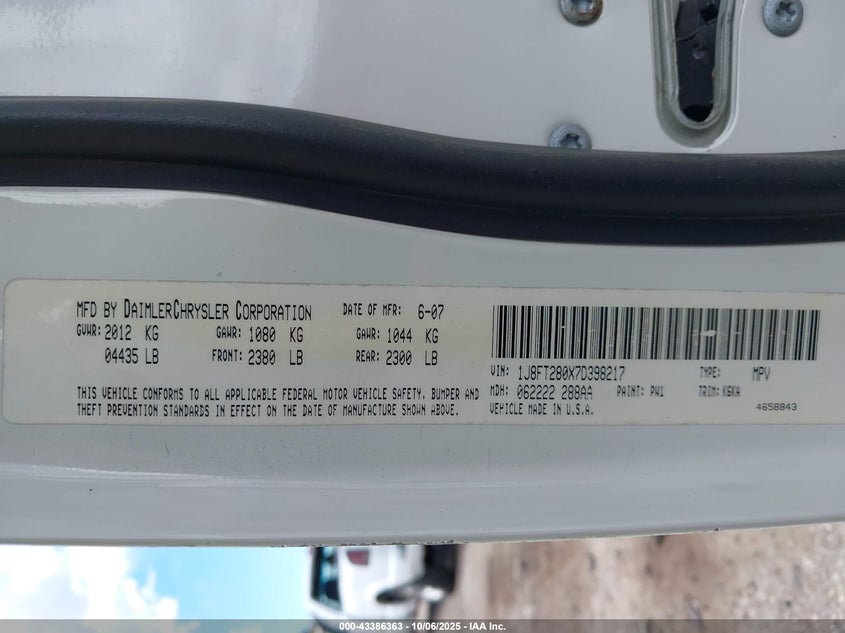 MFD BY DAIMLERCHRYSLER CORPORATION DATE OF MFR: 6-07
GVWR: 2012 KG GAWR: 1080 KG GAWR: 1044 KG
04435 LB FRONT: 2380 LB REAR: 2300 LB
THIS VEHICLE CONFORMS TO ALL APPLICABLE FEDERAL MOTOR VEHICLE SAFETY, BUMPER AND
THEFT PREVENTION STANDARDS IN EFFECT ON THE DATE OF MANUFACTURE SHOWN ABOVE.
VIN: 1J8FT280X7D398217 TYPE: MPV
MDH: 062222 288AA PAINT: PW1 TRIM: K6KA
VEHICLE MADE IN U.S.A. 4658843
000-43386363 - 10/06/2025 - IAA Inc.